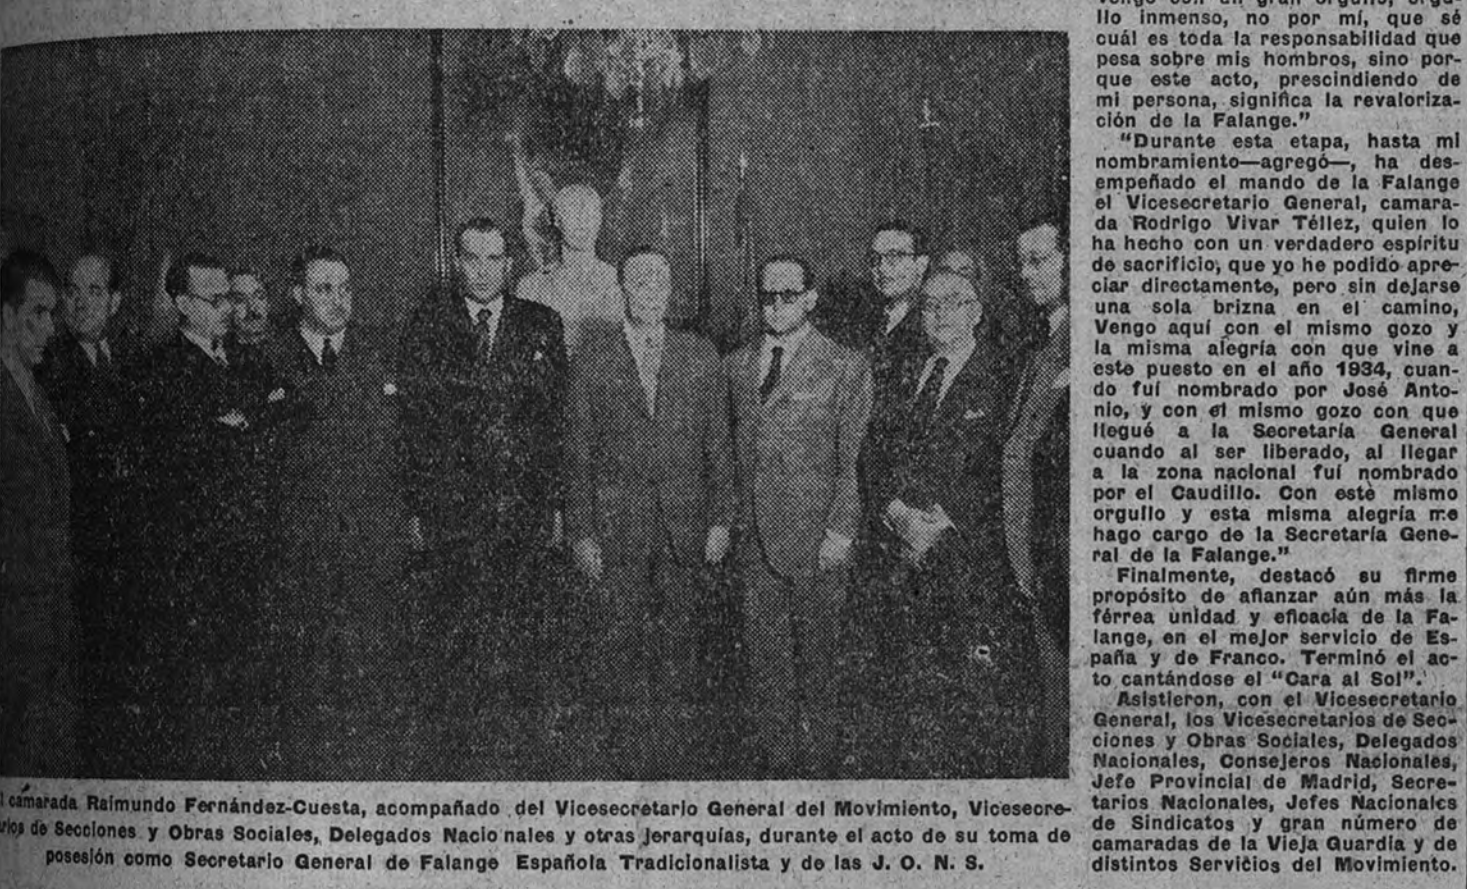 Vengo con un gran orgullo, orgu-
llo inmenso, no por mí, que sé
cuál es toda la responsabilidad que
pesa sobre mis hombros, sino por-
que este acto, prescindiendo de
mi persona, significa la revaloriza-
ción de la Falange."
"Durante esta etapa, hasta mi
nombramiento—agregó—, ha des-
empeñado el mando de la Falange
el Vicesecretario General, camara-
da Rodrigo Vivar Téllez, quien lo
ha hecho con un verdadero espíritu
de sacrificio, que yo he podido apre-
ciar directamente, pero sin dejarse
una sola brizna en el camino,
Vengo aquí con el mismo gozo y
la misma alegría con que vine a
este puesto en el año 1934, cuan-
do fuí nombrado por José Anto-
nio, y con el mismo gozo con que
llegué a la Secretaría General
cuando al ser liberado, al llegar
a la zona nacional fuí nombrado
por el Caudillo. Con este mismo
orgullo y esta misma alegría me
hago cargo de la Secretaría Gene-
ral de la Falange."
Finalmente, destacó su firme
propósito de afianzar aún más la
férrea unidad y eficacia de la Fa-
lange, en el mejor servicio de Es-
paña y de Franco. Terminó el ac-
to cantándose el "Cara al Sol".
Asistieron, con el Vicesecretario
General, los Vicesecretarios de Sec-
ciones y Obras Sociales, Delegados
Nacionales, Consejeros Nacionales,
Jefe Provincial de Madrid, Secre-
tarios Nacionales, Jefes Nacionales
de Sindicatos y gran número de
camaradas de la Vieja Guardia y de
distintos Servicios del Movimiento.
l camarada Raimundo Fernández-Cuesta, acompañado del Vicesecretario General del Movimiento, Vicesecre-
rios de Secciones y Obras Sociales, Delegados Nacionales y otras jerarquías, durante el acto de su toma de
posesión como Secretario General de Falange Española Tradicionalista y de las J. O. N. S.